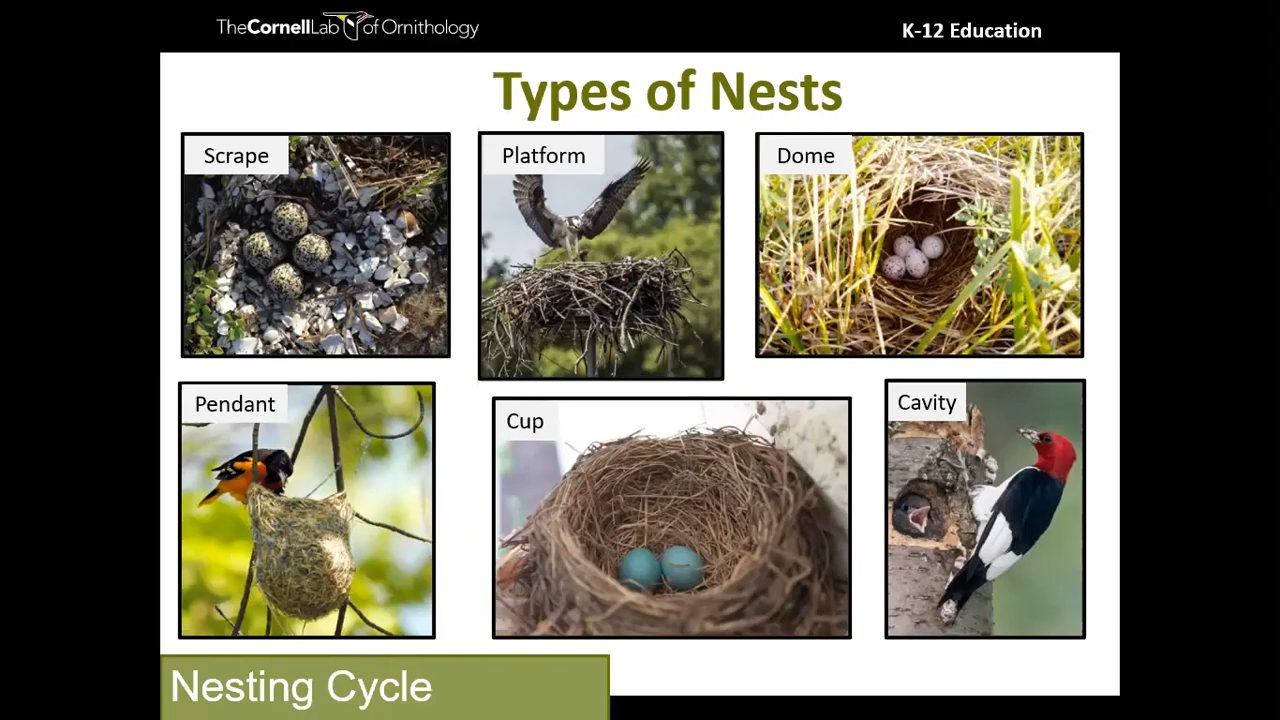 TheCornellLab of Ornithology
K-12 Education
Types of Nests
Scrape
Platform
Dome
Pendant
Cup
Cavity
Nesting Cycle